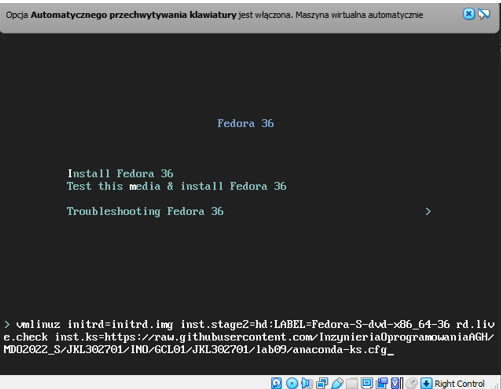 Opcja Automatycznego przechwytywania klawiatury jest włączona. Maszyna wirtualna automatycznie
Fedora 36
Install Fedora 36
Test this media & install Fedora 36
Troubleshooting Fedora 36 >
> vmlinuz initrd=initrd.img inst.stage2=hd:LABEL=Fedora-S-dvd-x86_64-36 rd.liv
e.check inst.ks=https://raw.githubusercontent.com/InzynieriaOprogramowaniaAGH/
MDO2022_S/JKL302701/INO/GCL01/JKL302701/lab09/anaconda-ks.cfg_
Right Control